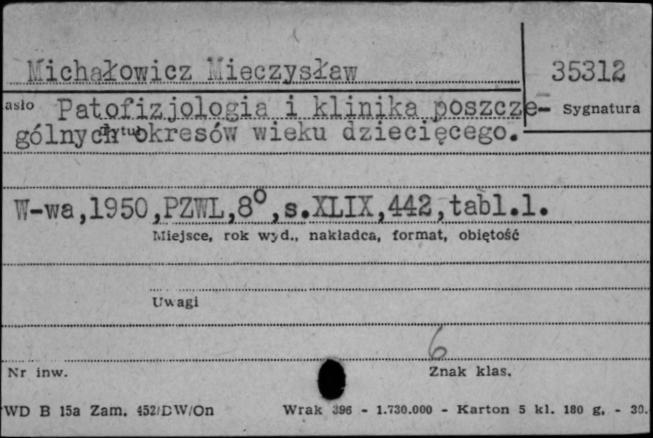 Michałowicz Mieczysław
35312
asło Patofizjologia i klinika poszcze-
Sygnatura
gólnych okresów wieku dziecięcego.
W-wa,1950,PZWL,8°,s.XLIX,442,tabl.1.
Miejsce, rok wyd., nakładca, format, objętość
Uwagi
6
Nr inw.
Znak klas.
WD B 15a Zam. 452/DW/On Wrak 396 - 1.730.000 - Karton 5 kl. 180 g. - 30.